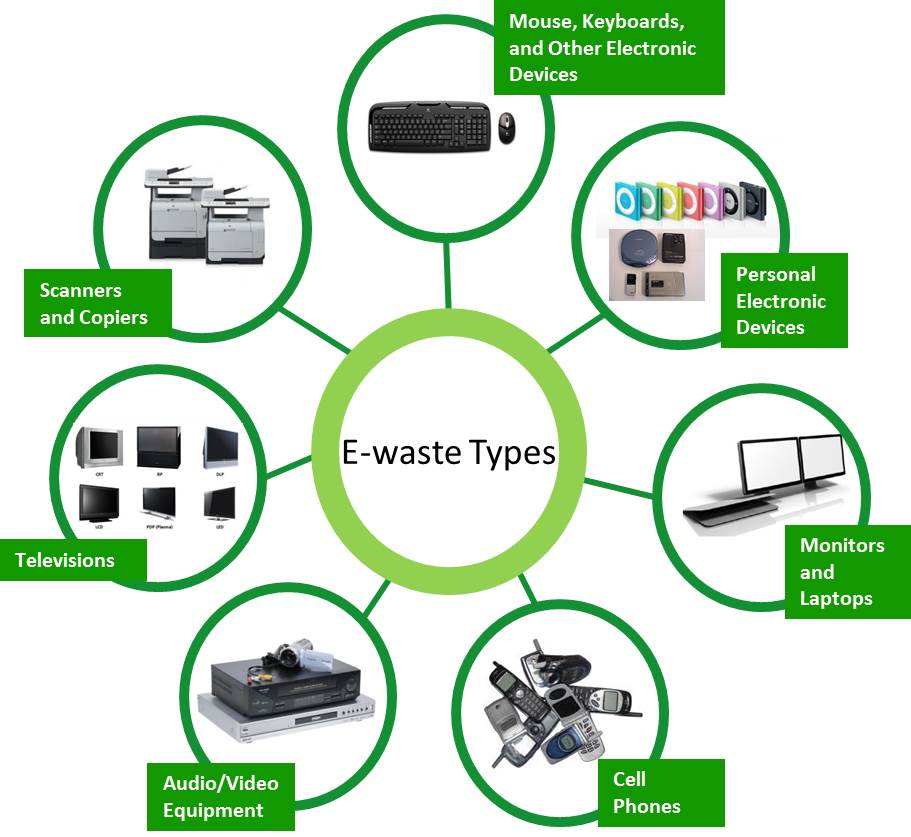 Mouse, Keyboards,
and Other Electronic
Devices
Scanners
and Copiers
Personal
Electronic
Devices
E-waste Types
CRT
RP
DLP
LCD
PDP (Plasma)
LED
Televisions
Monitors
and
Laptops
Audio/Video
Equipment
Cell
Phones